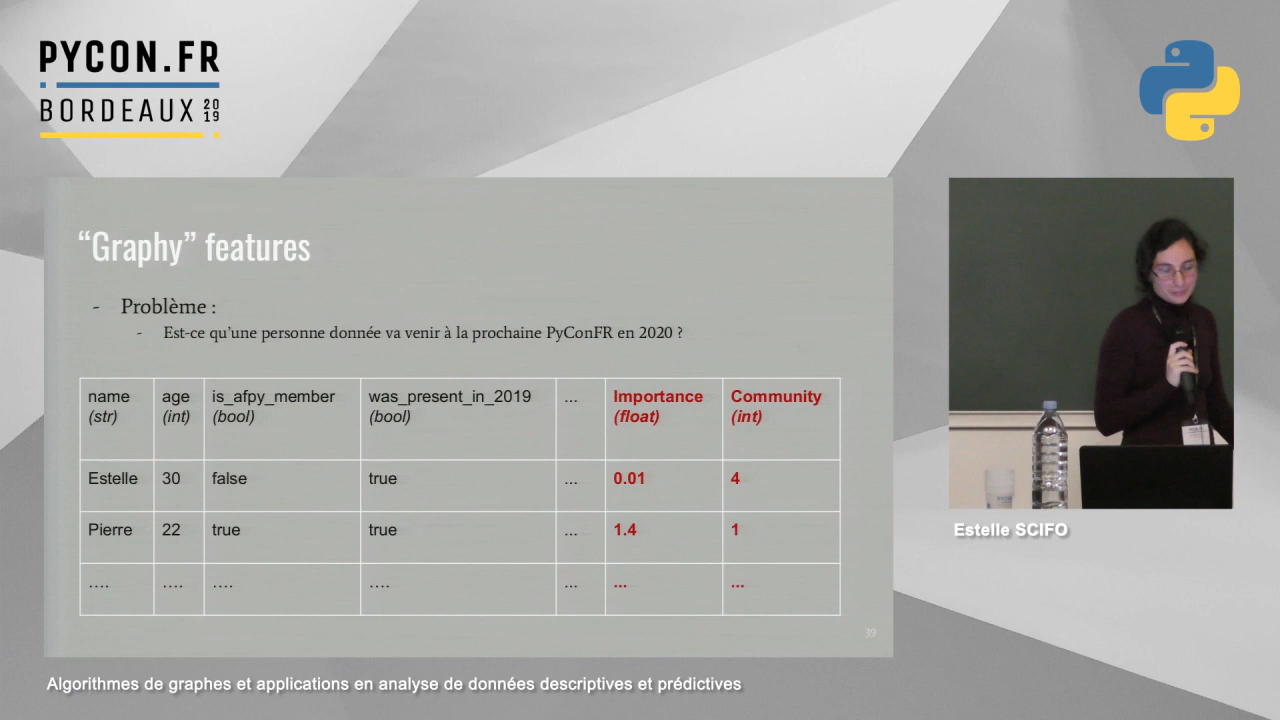 PYCON.FR
BORDEAUX 2019
“Graphy” features
- Problème :
- Est-ce qu’une personne donnée va venir à la prochaine PyConFR en 2020 ?
name (str) age (int) is_afpy_member (bool) was_present_in_2019 (bool) ... Importance (float) Community (int)
Estelle 30 false true ... 0.01 4
Pierre 22 true true ... 1.4 1
.... .... .... .... ... ... ...
39
Estelle SCIFO
Algorithmes de graphes et applications en analyse de données descriptives et prédictives